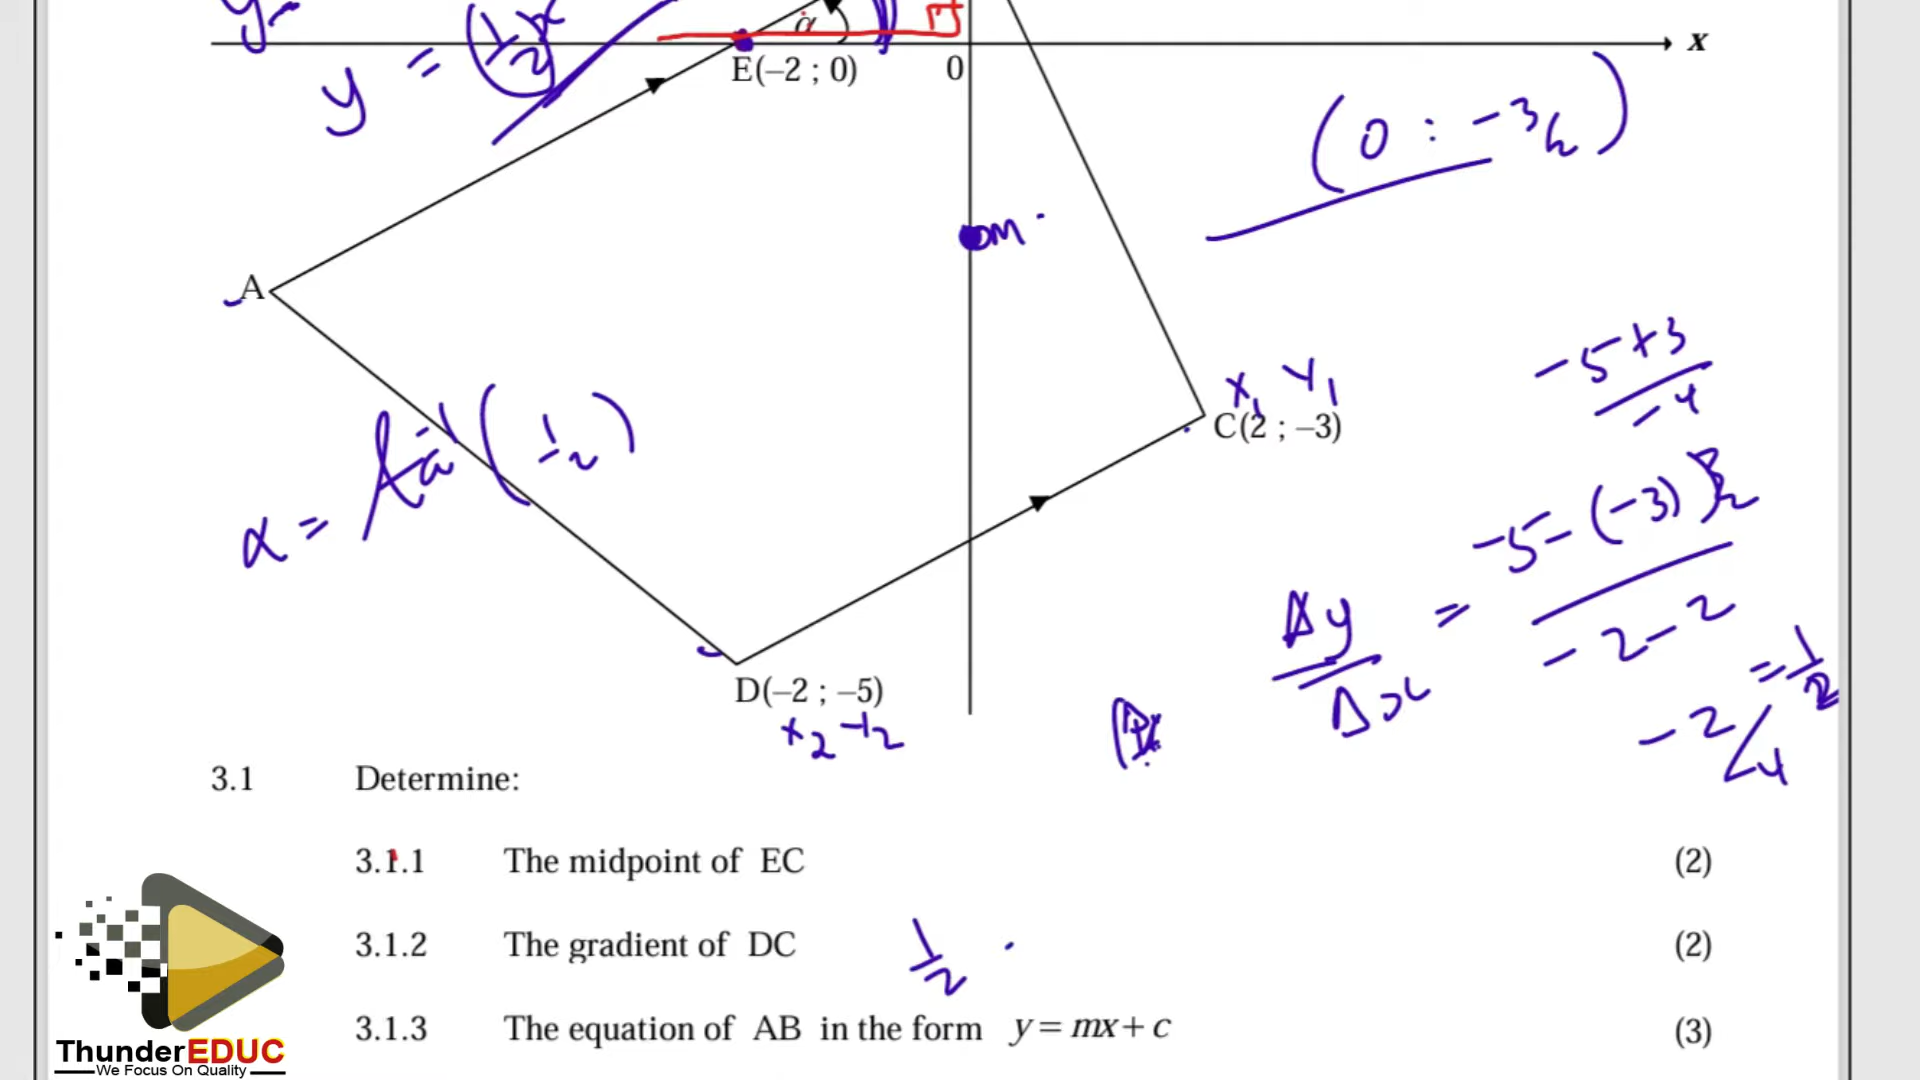 y =
y = (1/2)x
α
x
E(–2 ; 0)
0
(0 : -3/2)
M
A
-5+3
-4
x₁ y₁
C(2 ; –3)
α = tan⁻¹(1/2)
-5-(-3)
Δy/Δx =
-2-2
= 1/2
-2/4
D(–2 ; –5)
x₂ y₂
3.1 Determine:
3.1.1 The midpoint of EC (2)
3.1.2 The gradient of DC 1/2 (2)
3.1.3 The equation of AB in the form y = mx + c (3)
ThunderEDUC
We Focus On Quality